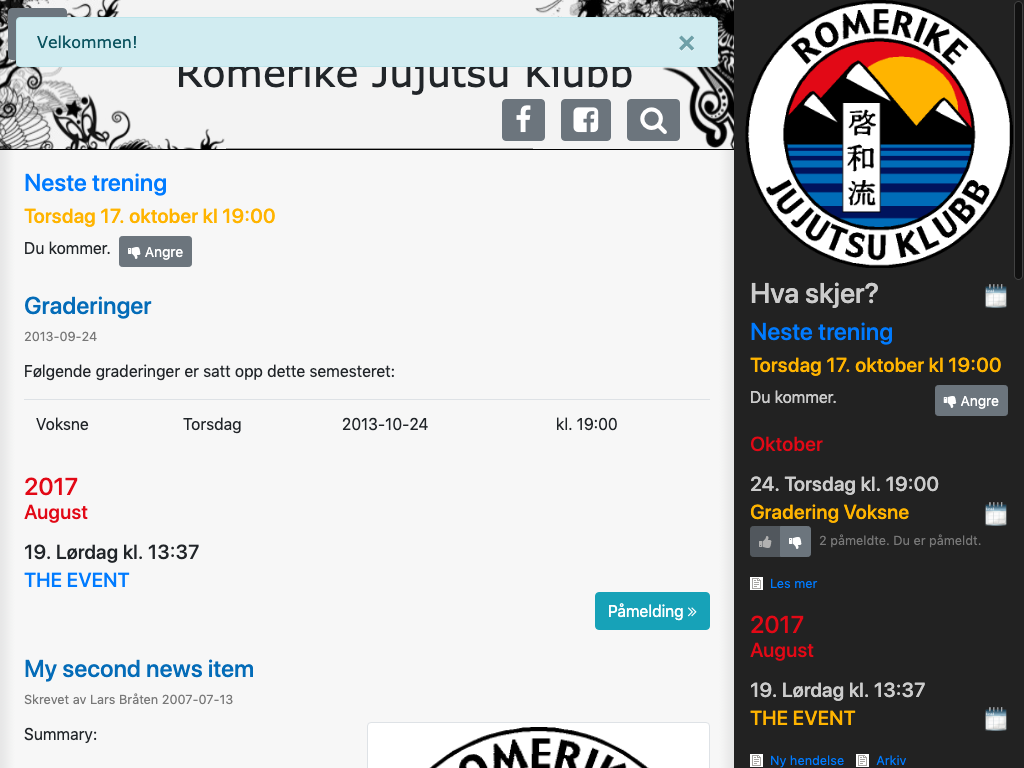 Velkommen!
×
Romerike Jujutsu Klubb
Neste trening
Torsdag 17. oktober kl 19:00
Du kommer. Angre
Graderinger
2013-09-24
Følgende graderinger er satt opp dette semesteret:
Voksne Torsdag 2013-10-24 kl. 19:00
2017
August
19. Lørdag kl. 13:37
THE EVENT
Påmelding »
My second news item
Skrevet av Lars Bråten 2007-07-13
Summary:
ROMERIKE
ROMERIKE
啓和流
JUJUTSU KLUBB
Hva skjer?
Neste trening
Torsdag 17. oktober kl 19:00
Du kommer. Angre
Oktober
24. Torsdag kl. 19:00
Gradering Voksne
2 påmeldte. Du er påmeldt.
Les mer
2017
August
19. Lørdag kl. 13:37
THE EVENT
Ny hendelse Arkiv